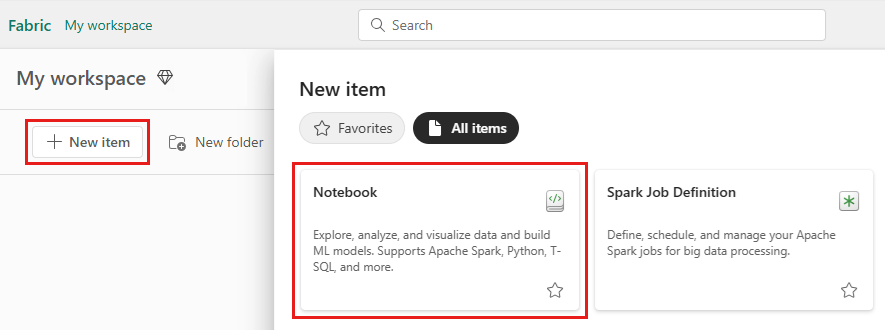 Fabric My workspace
Search
My workspace
New item
New folder
New item
Favorites
All items
Notebook
Explore, analyze, and visualize data and build
ML models. Supports Apache Spark, Python, T-
SQL, and more.
Spark Job Definition
Define, schedule, and manage your Apache
Spark jobs for big data processing.